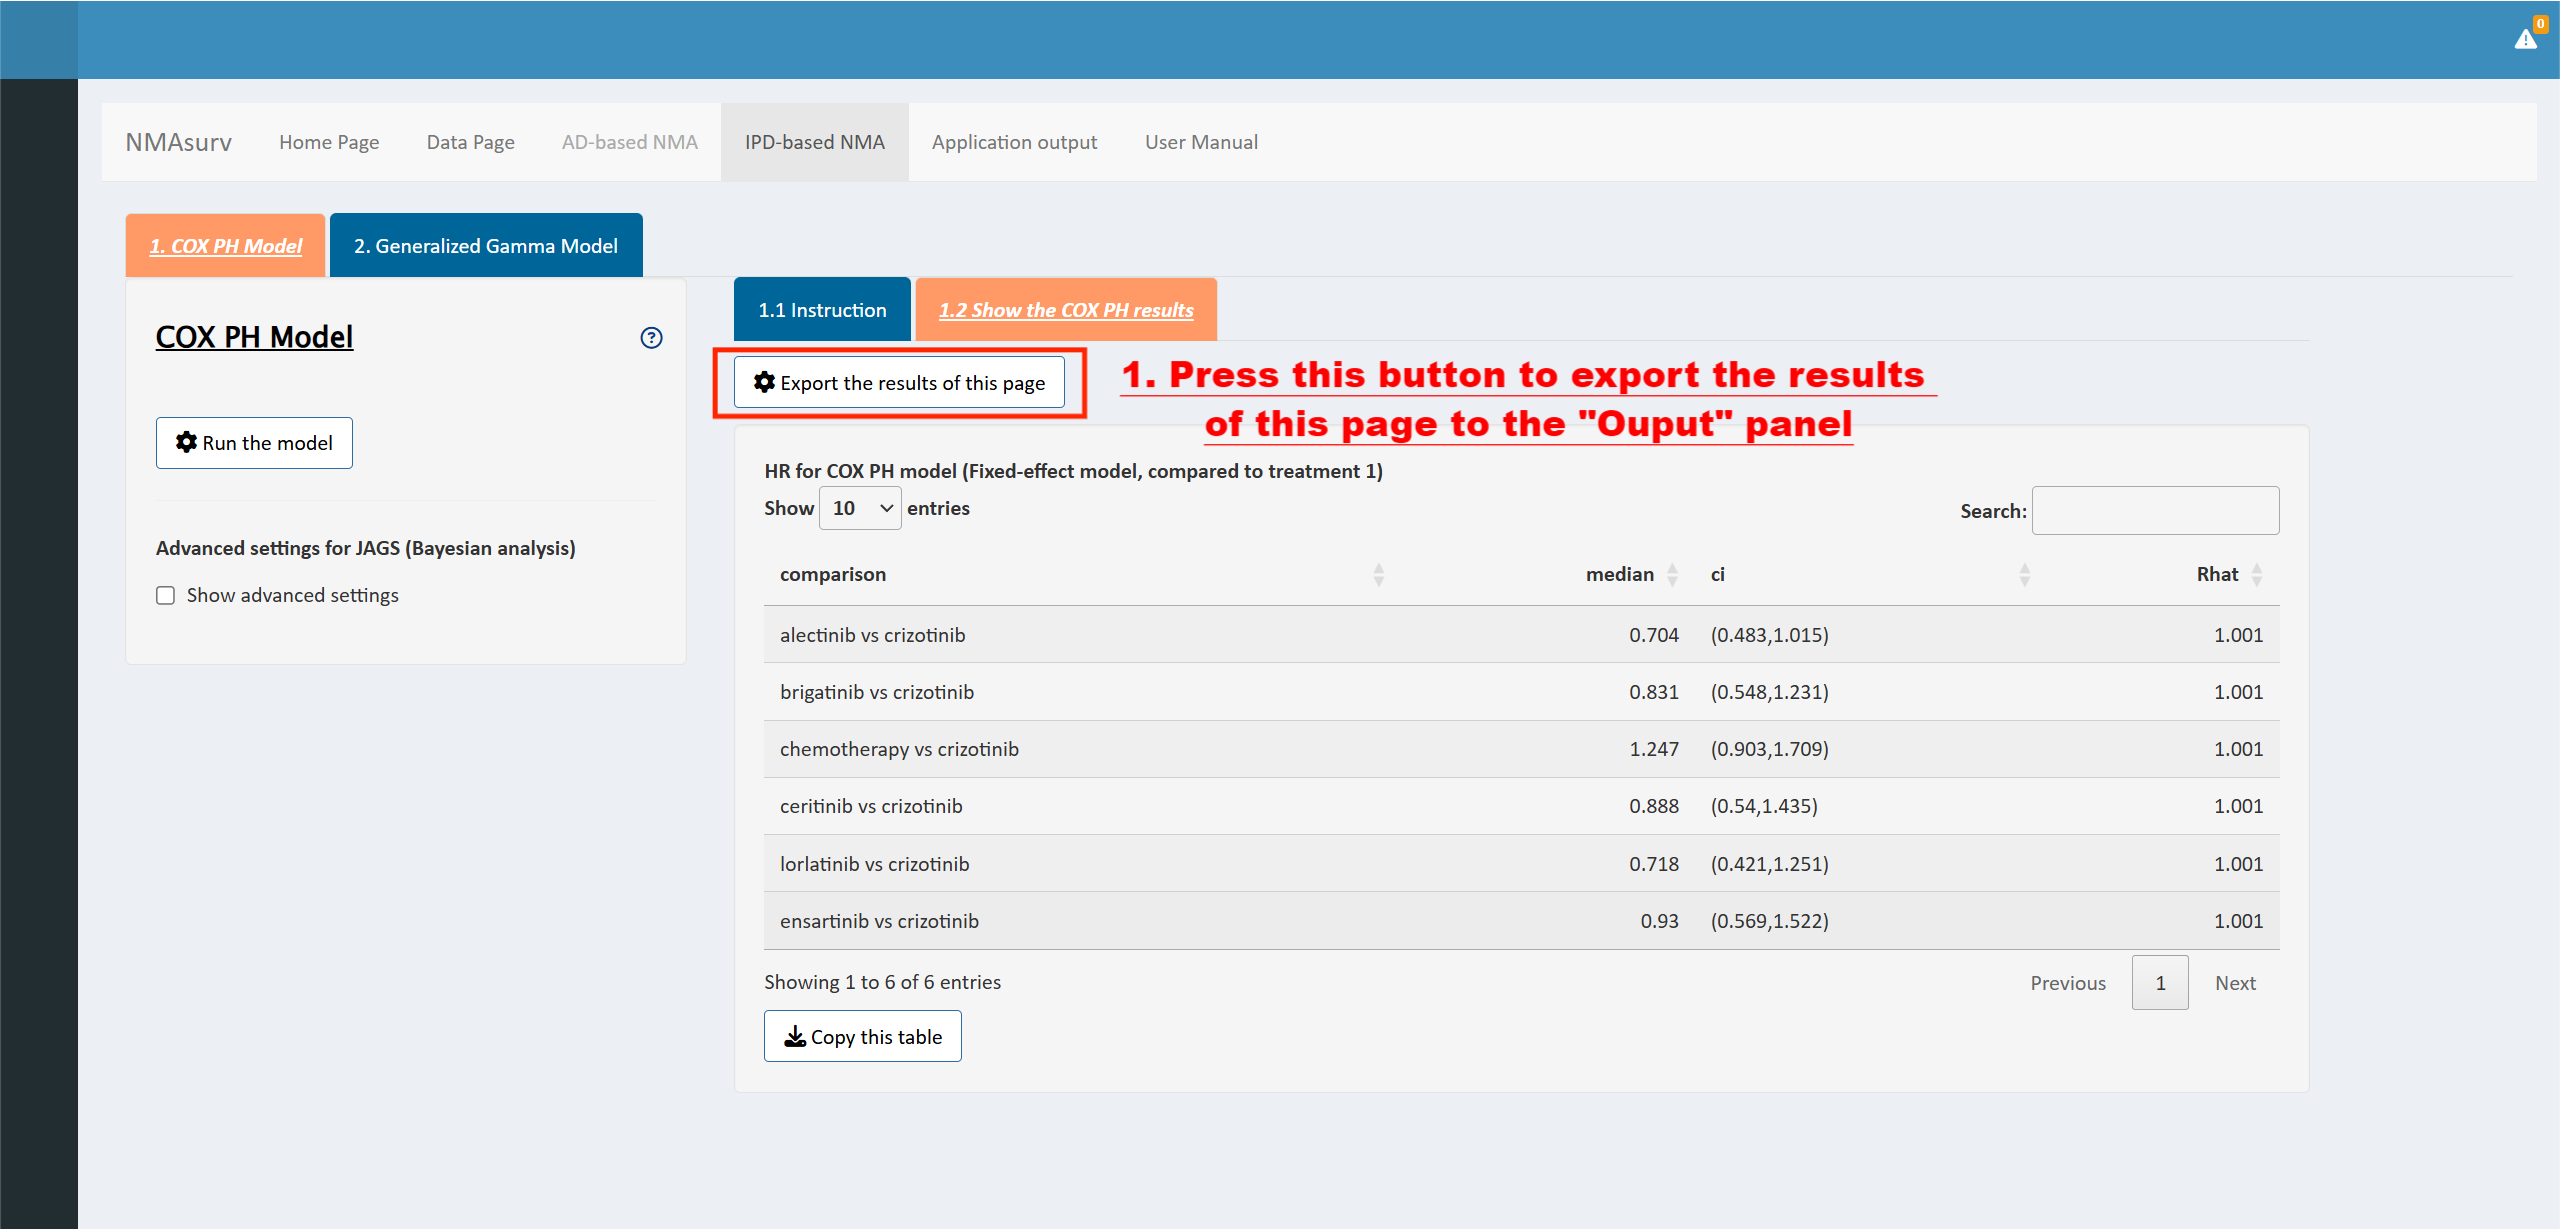 0
NMAsurv Home Page Data Page AD-based NMA IPD-based NMA Application output User Manual
1. COX PH Model 2. Generalized Gamma Model
COX PH Model
Run the model
Advanced settings for JAGS (Bayesian analysis)
Show advanced settings
1.1 Instruction 1.2 Show the COX PH results
Export the results of this page
1. Press this button to export the results
of this page to the "Ouput" panel
HR for COX PH model (Fixed-effect model, compared to treatment 1)
Show 10 entries Search:
comparison median ci Rhat
alectinib vs crizotinib 0.704 (0.483,1.015) 1.001
brigatinib vs crizotinib 0.831 (0.548,1.231) 1.001
chemotherapy vs crizotinib 1.247 (0.903,1.709) 1.001
ceritinib vs crizotinib 0.888 (0.54,1.435) 1.001
lorlatinib vs crizotinib 0.718 (0.421,1.251) 1.001
ensartinib vs crizotinib 0.93 (0.569,1.522) 1.001
Showing 1 to 6 of 6 entries Previous 1 Next
Copy this table